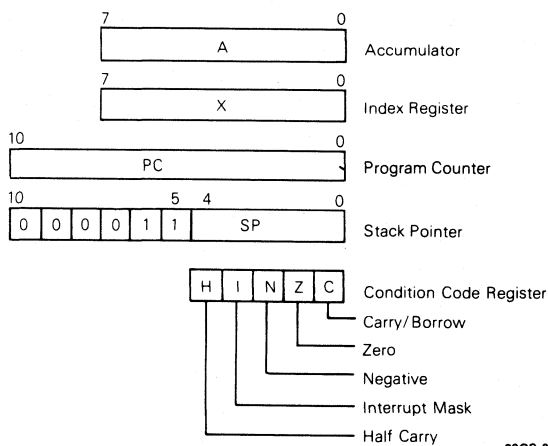 7 0
A Accumulator
7 0
X Index Register
10 0
PC Program Counter
10 5 4 0
0 0 0 0 1 1 SP Stack Pointer
H I N Z C Condition Code Register
Carry/Borrow
Zero
Negative
Interrupt Mask
Half Carry